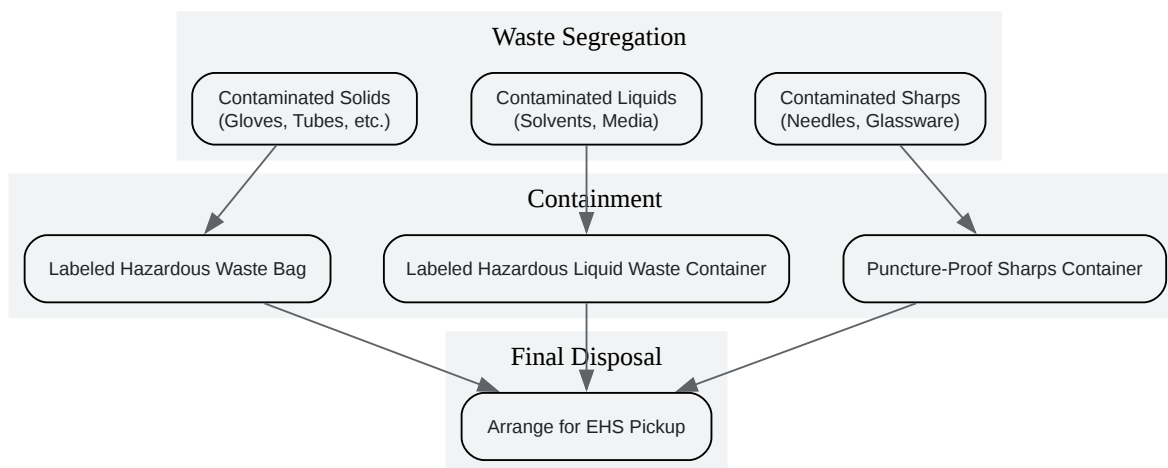 Waste Segregation
Contaminated Solids
(Gloves, Tubes, etc.)
Contaminated Liquids
(Solvents, Media)
Contaminated Sharps
(Needles, Glassware)
Containment
Labeled Hazardous Waste Bag
Labeled Hazardous Liquid Waste Container
Puncture-Proof Sharps Container
Final Disposal
Arrange for EHS Pickup